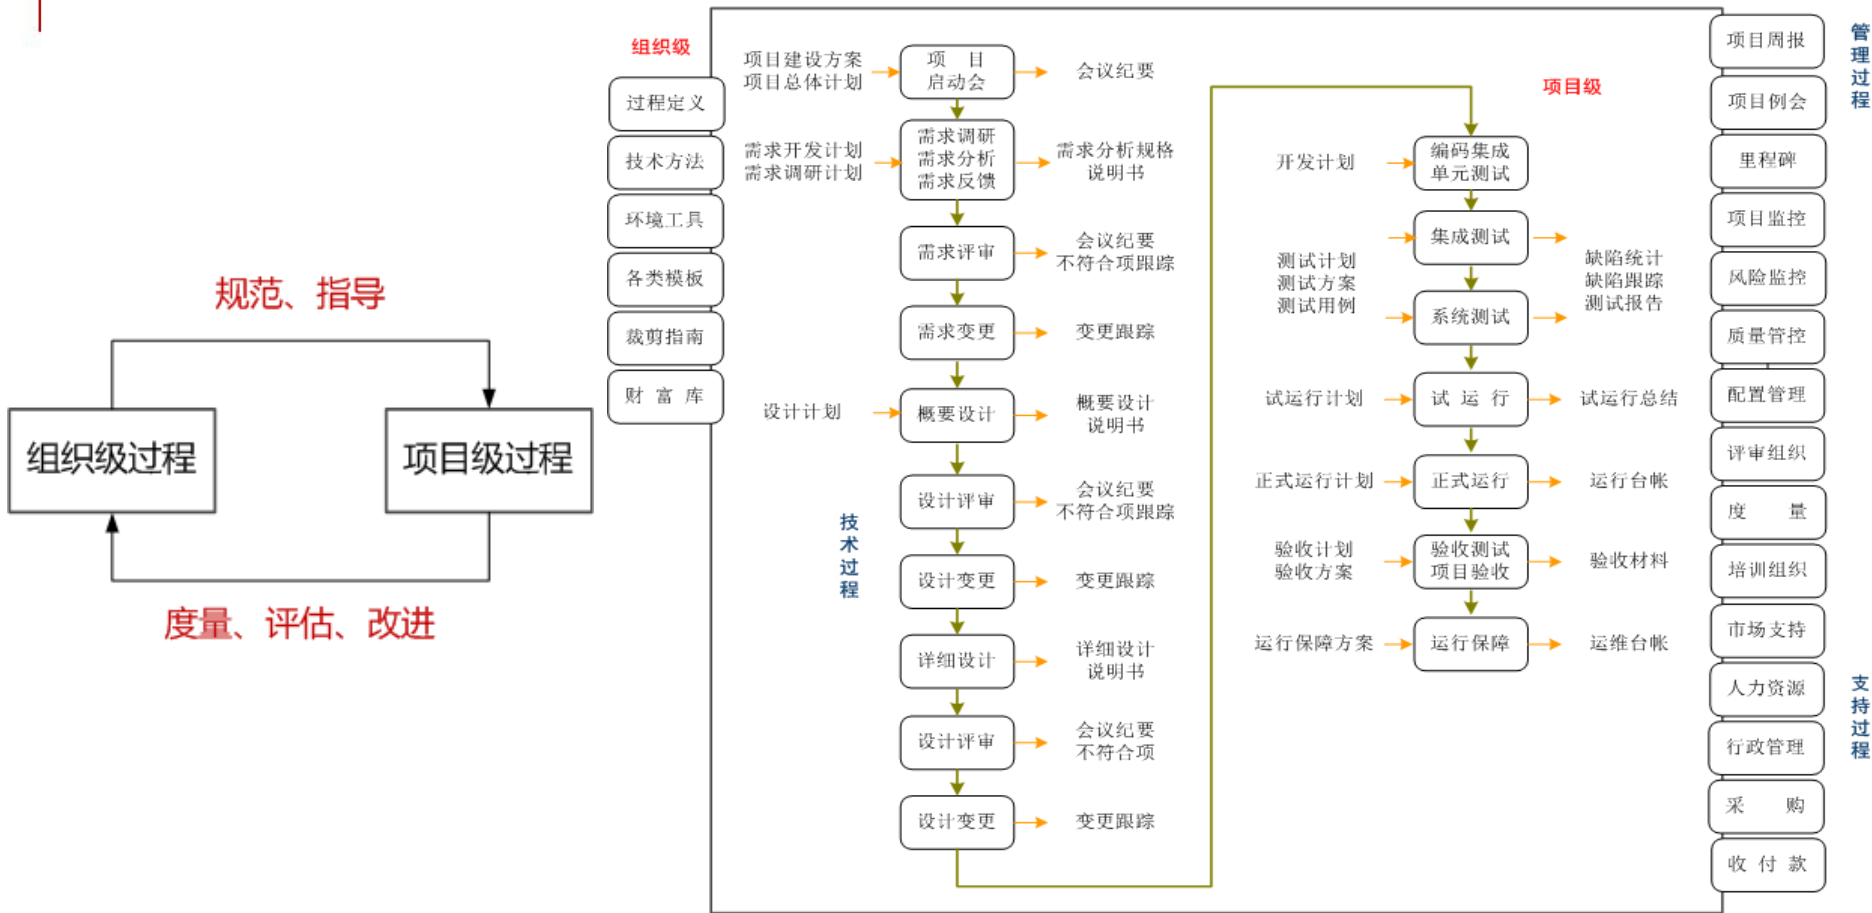 规范、指导
组织级过程
项目级过程
度量、评估、改进
组织级
过程定义
技术方法
环境工具
各类模板
裁剪指南
财 富 库
技术过程
项目建设方案
项目总体计划
项 目
启动会
会议纪要
需求开发计划
需求调研计划
需求调研
需求分析
需求反馈
需求分析规格
说明书
需求评审
会议纪要
不符合项跟踪
需求变更
变更跟踪
设计计划
概要设计
概要设计
说明书
设计评审
会议纪要
不符合项跟踪
设计变更
变更跟踪
详细设计
详细设计
说明书
设计评审
会议纪要
不符合项
设计变更
变更跟踪
项目级
开发计划
编码集成
单元测试
集成测试
测试计划
测试方案
测试用例
缺陷统计
缺陷跟踪
测试报告
系统测试
试运行计划
试 运 行
试运行总结
正式运行计划
正式运行
运行台帐
验收计划
验收方案
验收测试
项目验收
验收材料
运行保障方案
运行保障
运维台帐
管理过程
项目周报
项目例会
里程碑
项目监控
风险监控
质量管控
配置管理
评审组织
度 量
培训组织
市场支持
人力资源
行政管理
采 购
收 付 款
支持过程